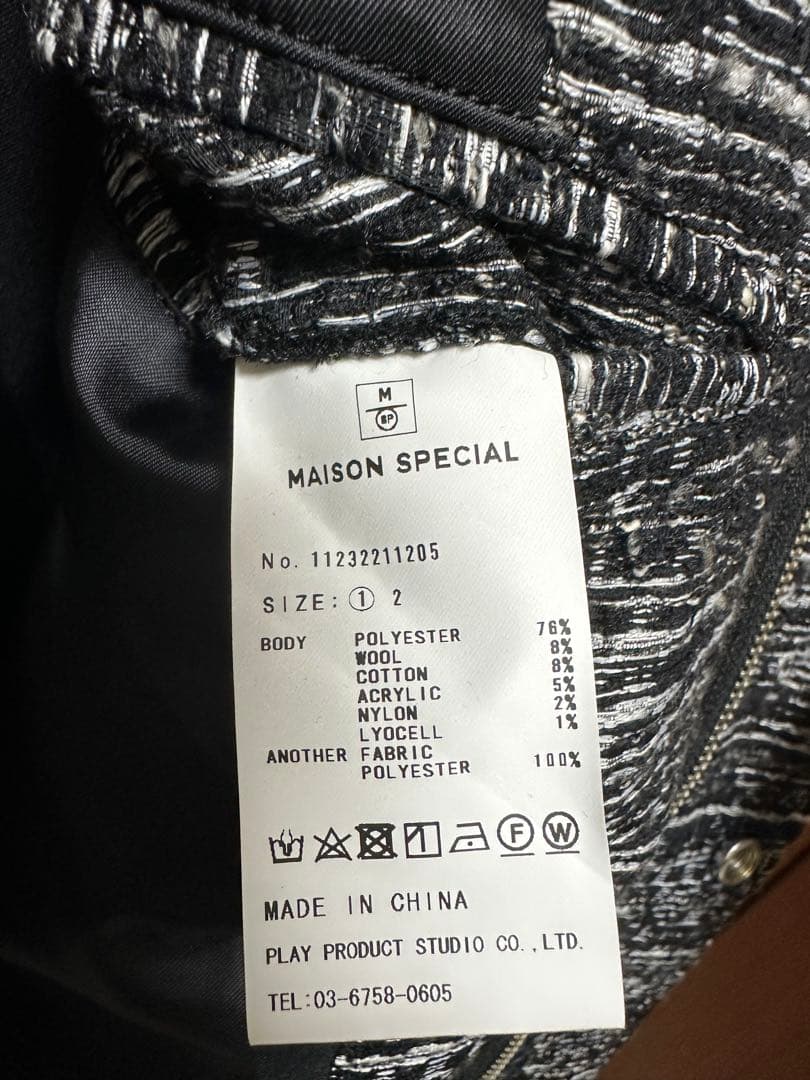 M
SP
MAISON SPECIAL
No. 11232211205
SIZE: ① 2
BODY POLYESTER 76%
WOOL 8%
COTTON 8%
ACRYLIC 5%
NYLON 2%
LYOCELL 1%
ANOTHER FABRIC
POLYESTER 100%
F W
MADE IN CHINA
PLAY PRODUCT STUDIO CO.,LTD.
TEL:03-6758-0605